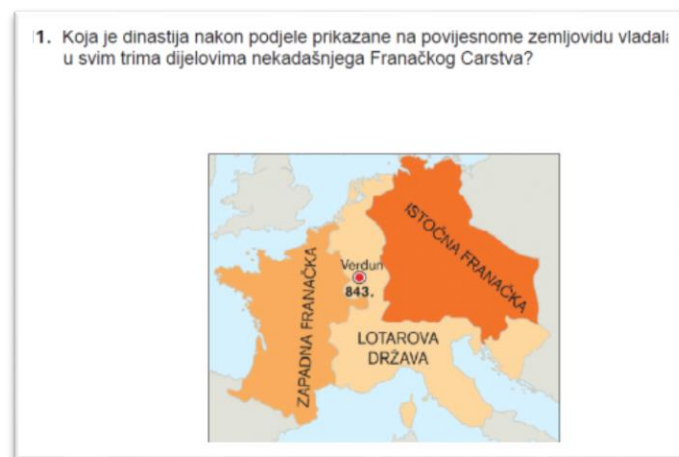 1. Koja je dinastija nakon podjele prikazane na povijesnome zemljovidu vladala
u svim trima dijelovima nekadašnjega Franačkog Carstva?
ISTOČNA FRANAČKA
Verdun
843.
ZAPADNA FRANAČKA
LOTAROVA
DRŽAVA